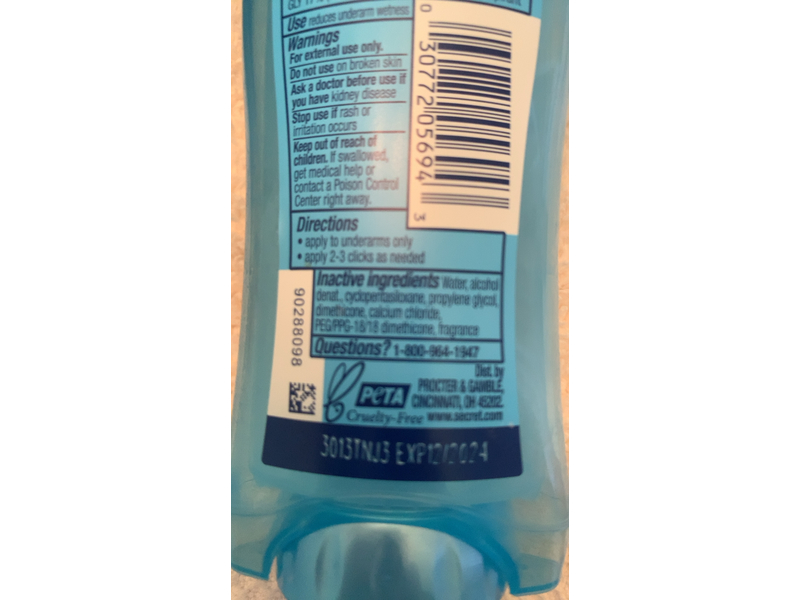 Use reduces underarm wetness
Warnings
For external use only.
Do not use on broken skin
Ask a doctor before use if
you have kidney disease
Stop use if rash or
irritation occurs
Keep out of reach of
children. If swallowed,
get medical help or
contact a Poison Control
Center right away.
0 30772 05694 3
Directions
• apply to underarms only
• apply 2-3 clicks as needed
Inactive ingredients Water, alcohol
denat., cyclopentasiloxane, propylene glycol,
dimethicone, calcium chloride,
PEG/PPG-18/18 dimethicone, fragrance
Questions? 1-800-964-1947
90288098
PETA
Cruelty-Free
Dist. by
PROCTER & GAMBLE,
CINCINNATI, OH 45202.
www.secret.com
3013TNJ3 EXP12/2024